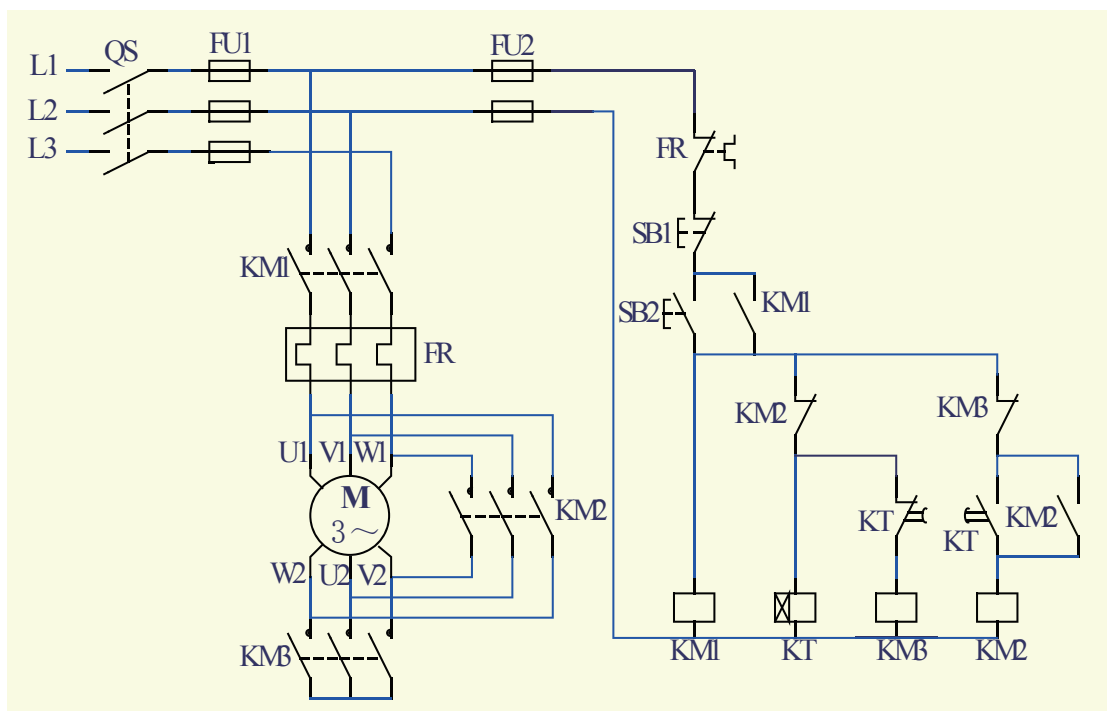 QS FU1 FU2
L1
L2
L3
FR
SB1
KM1
SB2 KM1
FR
KM2 KM3
U1 V1 W1
M
3～
KM2
KT
KT
KM2
W2 U2 V2
KM3
KM1 KT KM3 KM2